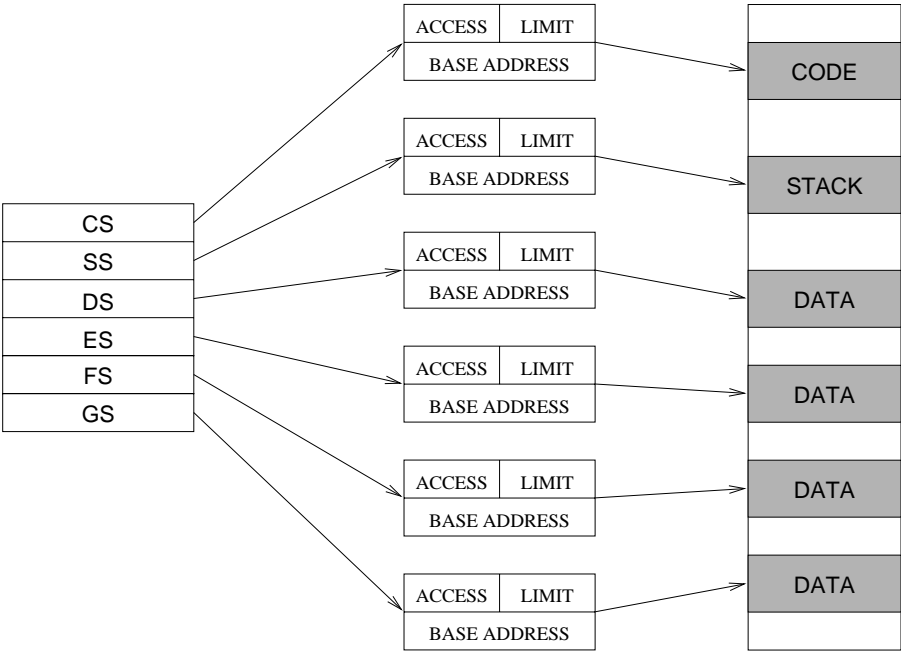 CS
SS
DS
ES
FS
GS
ACCESS LIMIT
BASE ADDRESS
ACCESS LIMIT
BASE ADDRESS
ACCESS LIMIT
BASE ADDRESS
ACCESS LIMIT
BASE ADDRESS
ACCESS LIMIT
BASE ADDRESS
ACCESS LIMIT
BASE ADDRESS
CODE
STACK
DATA
DATA
DATA
DATA